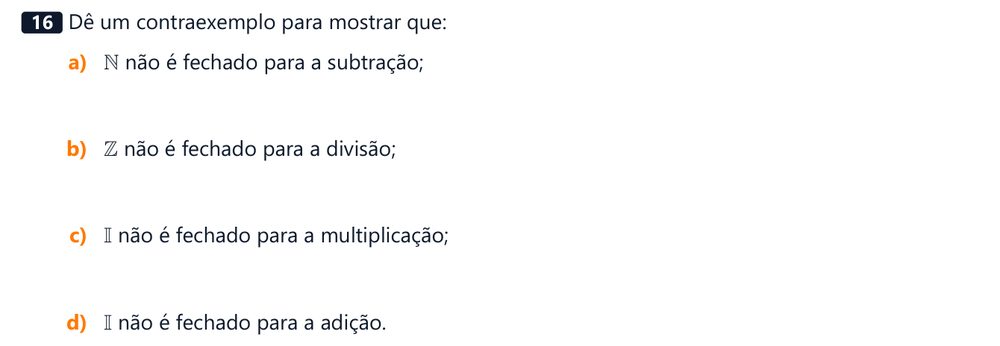 16 Dê um contraexemplo para mostrar que:
a) ℕ não é fechado para a subtração;
b) ℤ não é fechado para a divisão;
c) 𝕀 não é fechado para a multiplicação;
d) 𝕀 não é fechado para a adição.